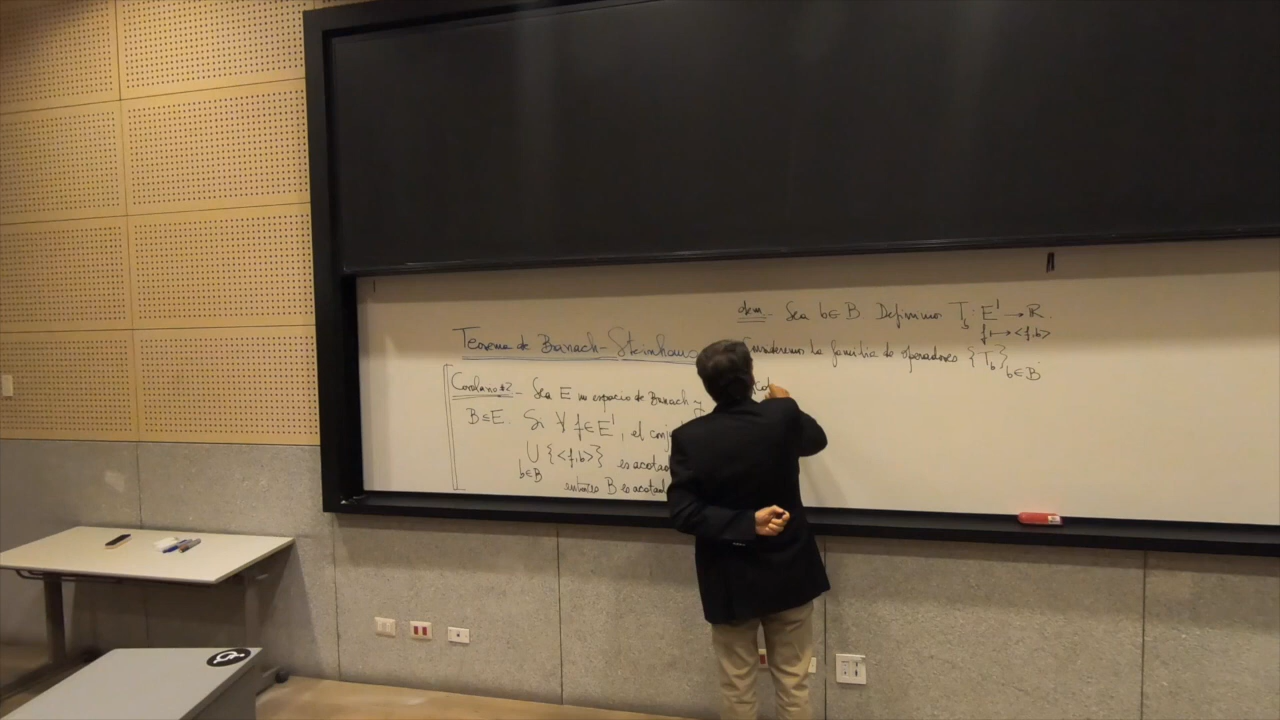 Teorema de Banach-Steinhaus
Corolario #2 - Sea E un espacio de Banach y
B ⊆ E. Si ∀ f ∈ E', el conj
∪ {<f,b>} es acotad
b∈B
entonces B es acotad
dem.- Sea b ∈ B Definimos T_b : E' → R.
f ↦ <f,b>
Consideremos la familia de operadores {T_b}_{b∈B}